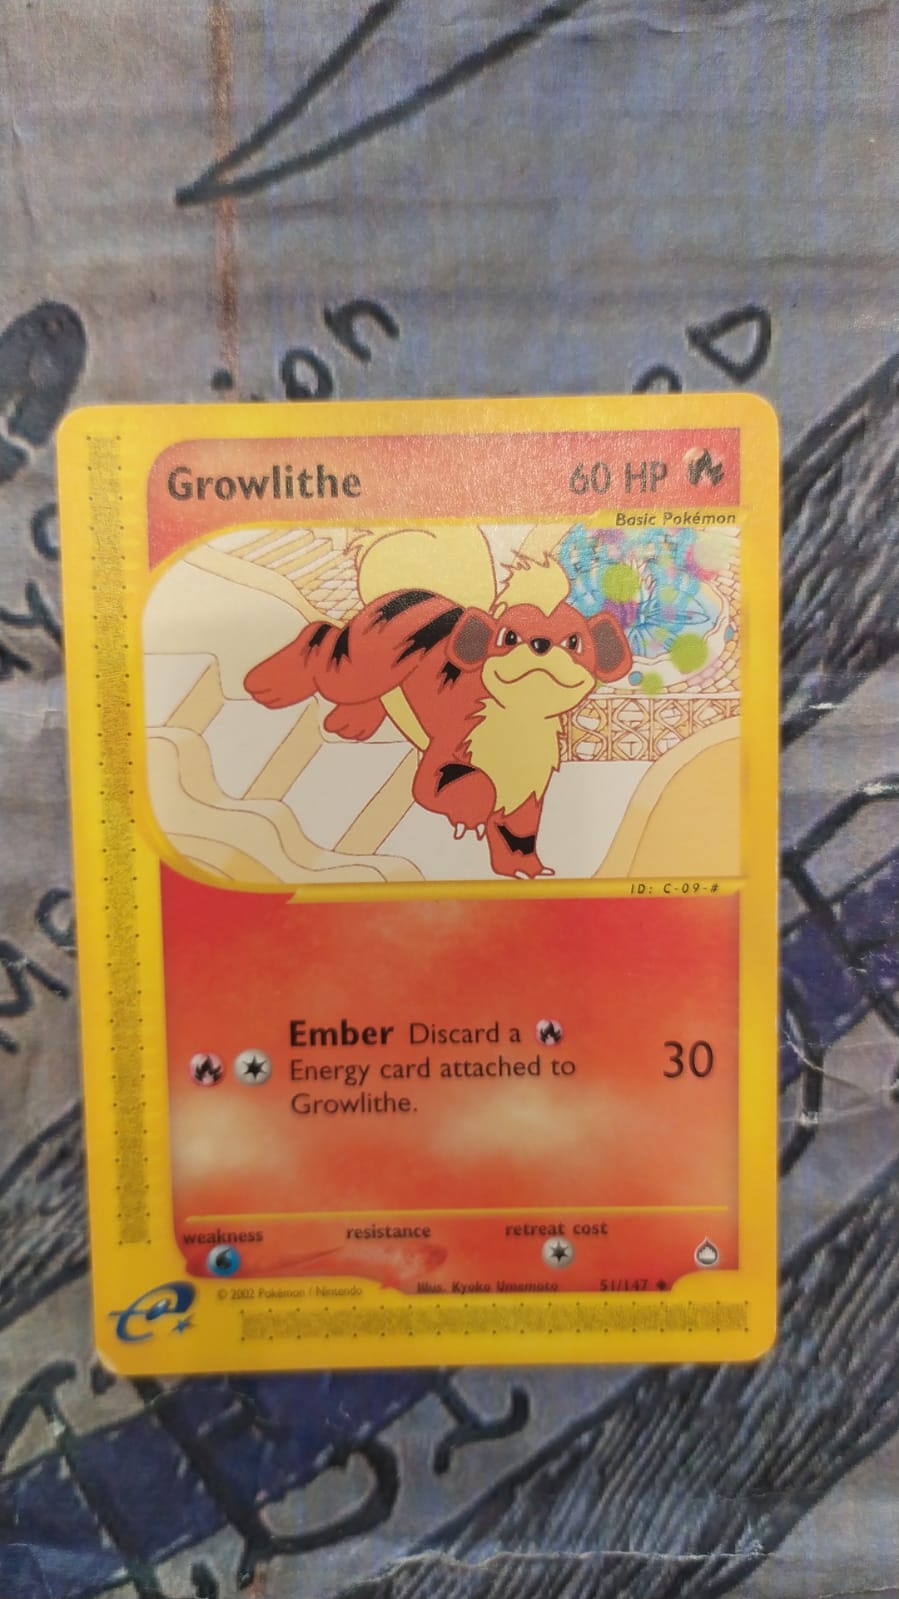 ion
D
Growlithe 60 HP
Basic Pokémon
ID: C-09-#
Ember Discard a
Energy card attached to
Growlithe.
30
weakness resistance retreat cost
© 2002 Pokémon / Nintendo Illus. Kyoko Umemoto 51/147
e